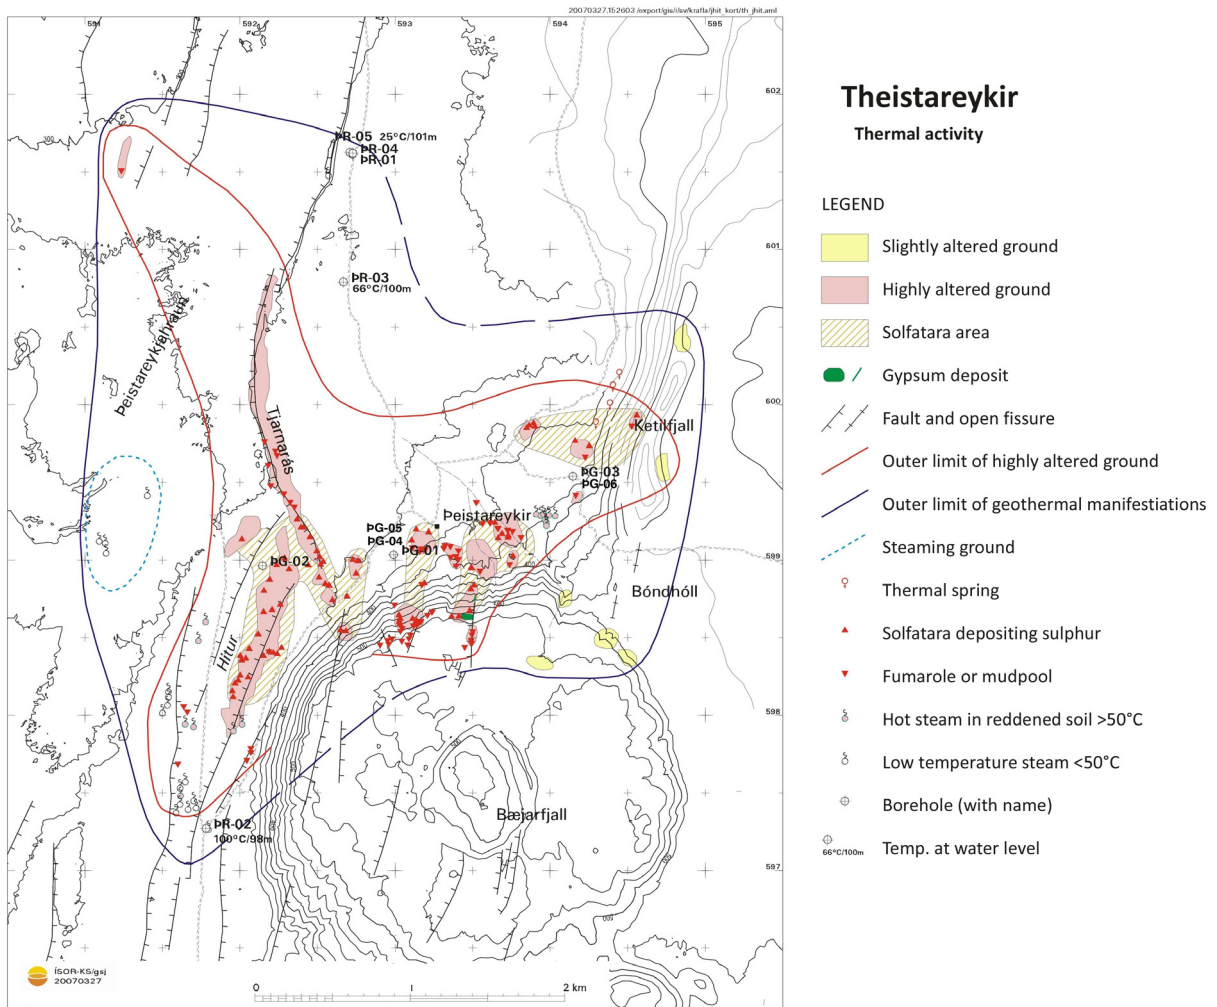 20070327.152603 /export/gis/i/sv/krafla/jhit_kort/th_jhit.aml
591
592
593
594
595
602
601
600
599
598
597
300
300
ÞR-05 25°C/101m
ÞR-04
ÞR-01
ÞR-03
66°C/100m
Þeistareykjahraun
Tjarnarás
Ketilfjall
ÞG-03
ÞG-06
Þeistareykir
ÞG-05
ÞG-04
ÞG-01
ÞG-02
400
Bóndhóll
Hitur
Bæjarfjall
ÞR-02
100°C/98m
500
ÍSOR-KS/gsj
20070327
0
1
2 km
Theistareykir
Thermal activity
LEGEND
Slightly altered ground
Highly altered ground
Solfatara area
Gypsum deposit
Fault and open fissure
Outer limit of highly altered ground
Outer limit of geothermal manifestiations
Steaming ground
Thermal spring
Solfatara depositing sulphur
Fumarole or mudpool
Hot steam in reddened soil >50°C
Low temperature steam <50°C
Borehole (with name)
66°C/100m Temp. at water level